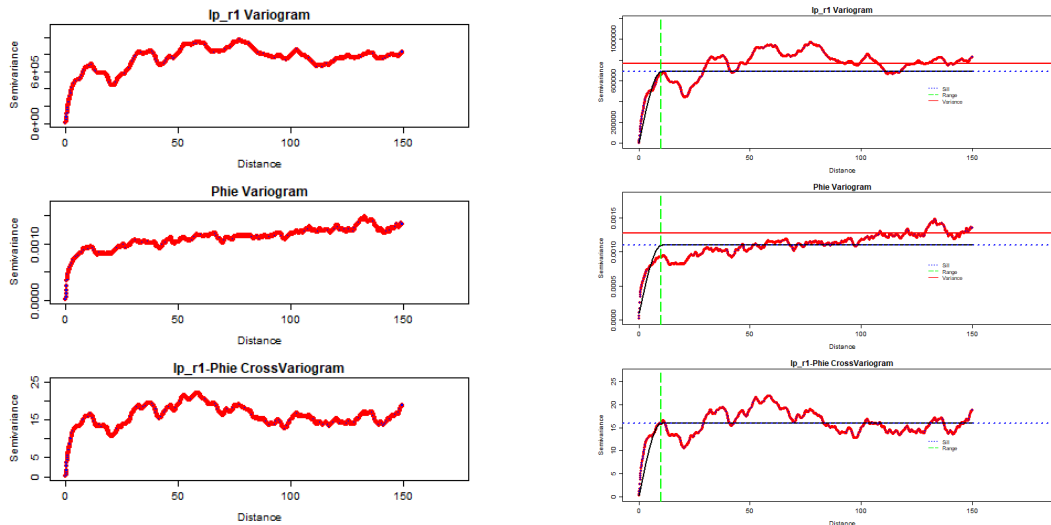 Ip_r1 Variogram
Semivariance
6e+05
0e+00
0
50
100
150
Distance
Phie Variogram
Semivariance
0.0010
0.0000
0
50
100
150
Distance
Ip_r1-Phie CrossVariogram
Semivariance
25
15
5
0
0
50
100
150
Distance
Ip_r1 Variogram
Semivariance
1000000
600000
200000
0
0
50
100
150
Distance
Sill
Range
Variance
Phie Variogram
Semivariance
0.0015
0.0010
0.0005
0.0000
0
50
100
150
Distance
Sill
Range
Variance
Ip_r1-Phie CrossVariogram
Semivariance
25
20
15
10
5
0
0
50
100
150
Distance
Sill
Range